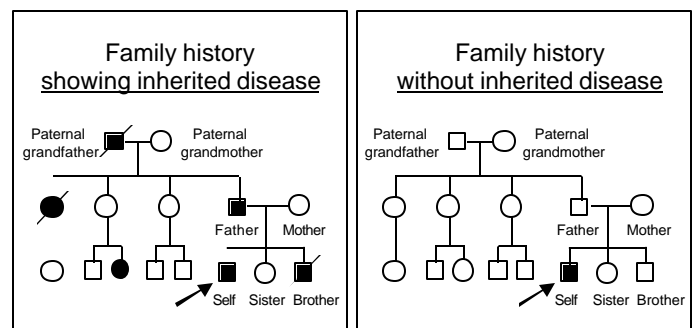 Family history
showing inherited disease
Paternal
grandfather
Paternal
grandmother
Father
Mother
Self
Sister
Brother
Family history
without inherited disease
Paternal
grandfather
Paternal
grandmother
Father
Mother
Self
Sister
Brother